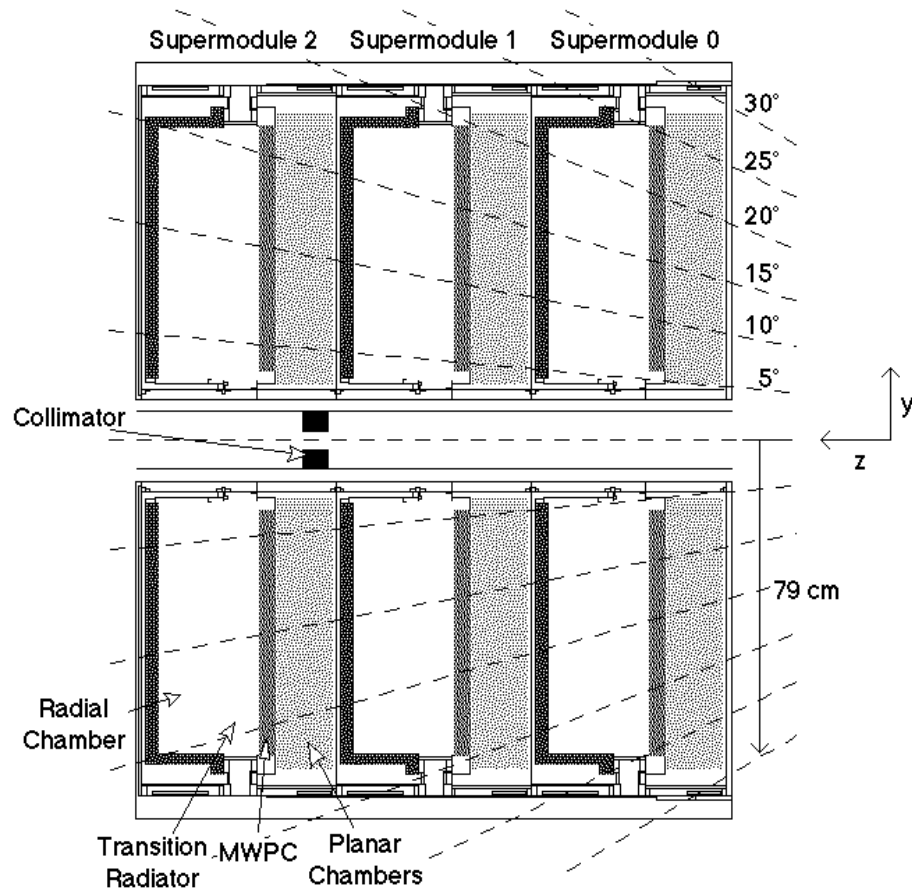 Supermodule 2
Supermodule 1
Supermodule 0
30°
25°
20°
15°
10°
5°
Collimator
y
z
79 cm
Radial
Chamber
Transition
Radiator
MWPC
Planar
Chambers